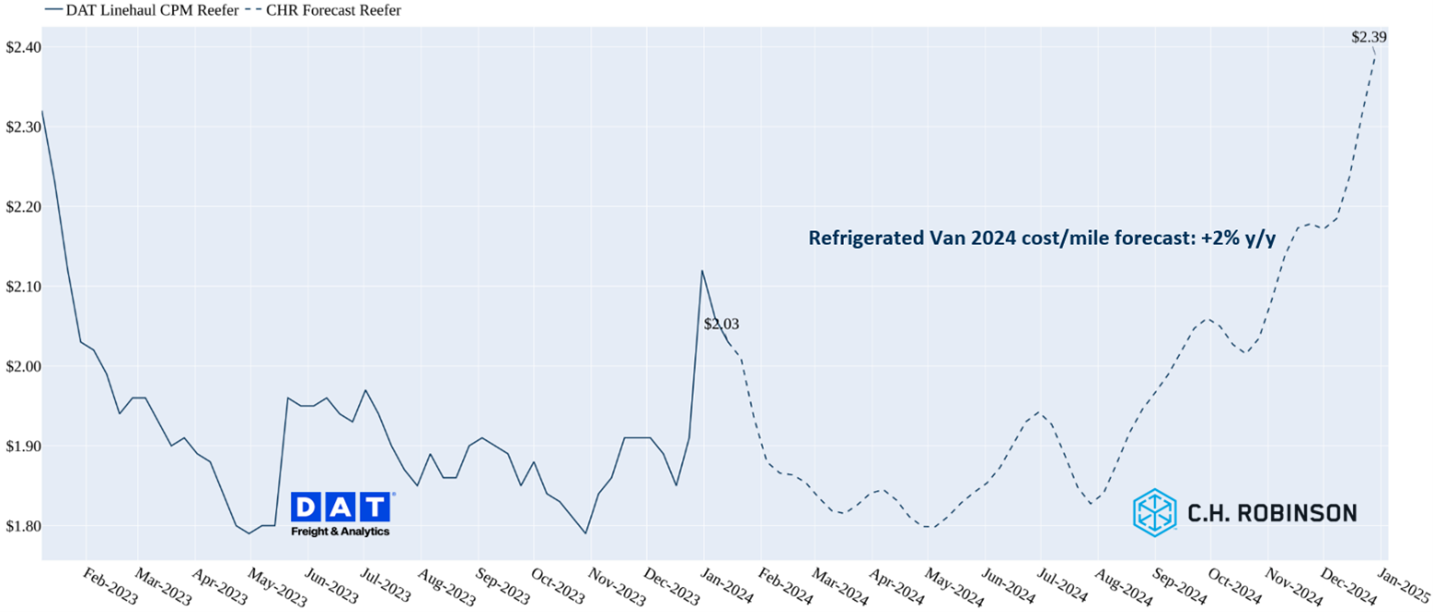 DAT Linehaul CPM Reefer CHR Forecast Reefer
$2.40
$2.30
$2.20
$2.10
$2.00
$1.90
$1.80
$2.39
$2.03
Refrigerated Van 2024 cost/mile forecast: +2% y/y
DAT®
Freight & Analytics
C.H. ROBINSON
Feb-2023
Mar-2023
Apr-2023
May-2023
Jun-2023
Jul-2023
Aug-2023
Sep-2023
Oct-2023
Nov-2023
Dec-2023
Jan-2024
Feb-2024
Mar-2024
Apr-2024
May-2024
Jun-2024
Jul-2024
Aug-2024
Sep-2024
Oct-2024
Nov-2024
Dec-2024
Jan-2025